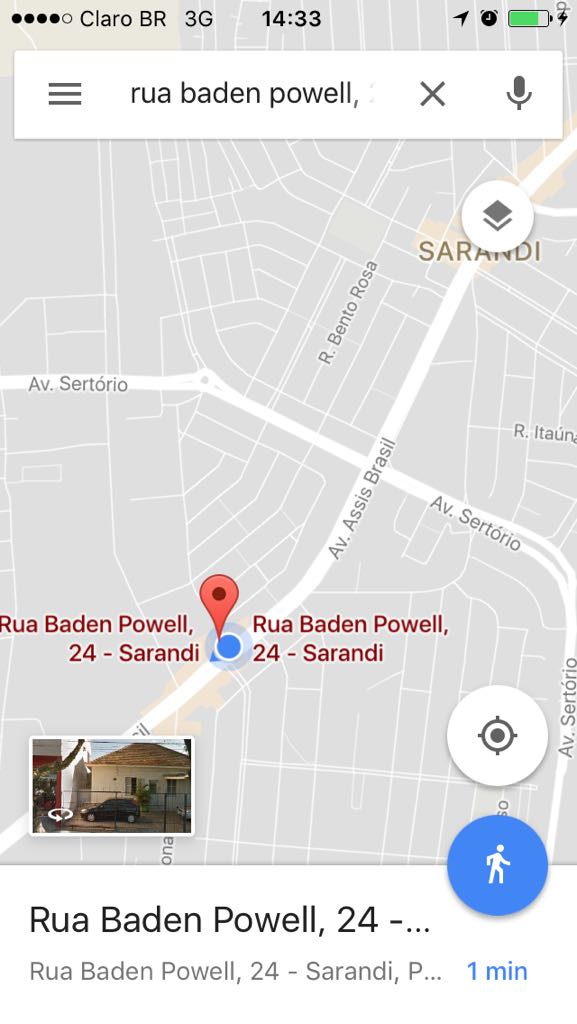 Claro BR 3G 14:33
rua baden powell,
SARANDI
R. Bento Rosa
Av. Sertório
R. Itaúna
Av. Assis Brasil
Av. Sertório
Rua Baden Powell,
24 - Sarandi
Rua Baden Powell,
24 - Sarandi
Av. Sertório
Rua Baden Powell, 24 -...
Rua Baden Powell, 24 - Sarandi, P... 1 min